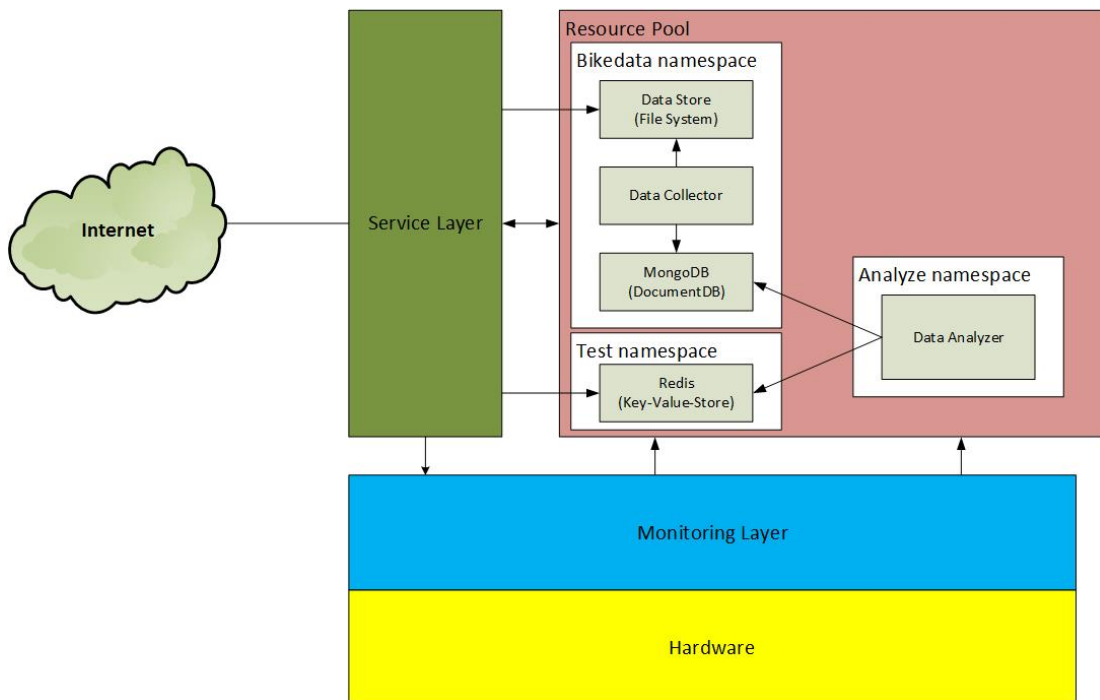 Resource Pool
Bikedata namespace
Data Store
(File System)
Data Collector
Internet
Service Layer
MongoDB
(DocumentDB)
Analyze namespace
Data Analyzer
Test namespace
Redis
(Key-Value-Store)
Monitoring Layer
Hardware